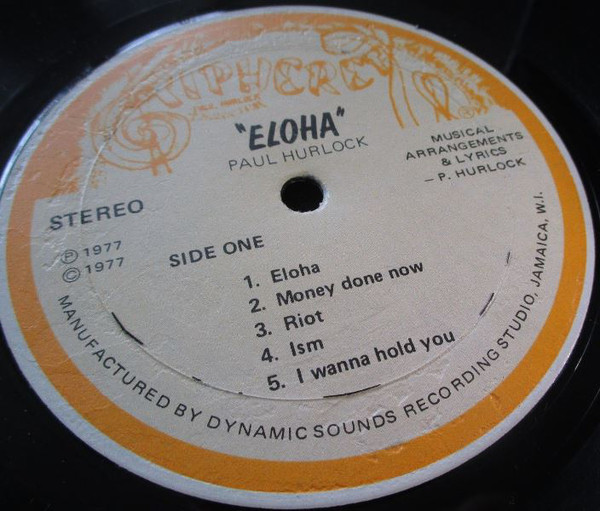 "ELOHA"
PAUL HURLOCK
MUSICAL
ARRANGEMENTS
& LYRICS
– P. HURLOCK
STEREO
℗ 1977
© 1977
SIDE ONE
1. Eloha
2. Money done now
3. Riot
4. Ism
5. I wanna hold you
MANUFACTURED BY DYNAMIC SOUNDS RECORDING STUDIO, JAMAICA, W.I.